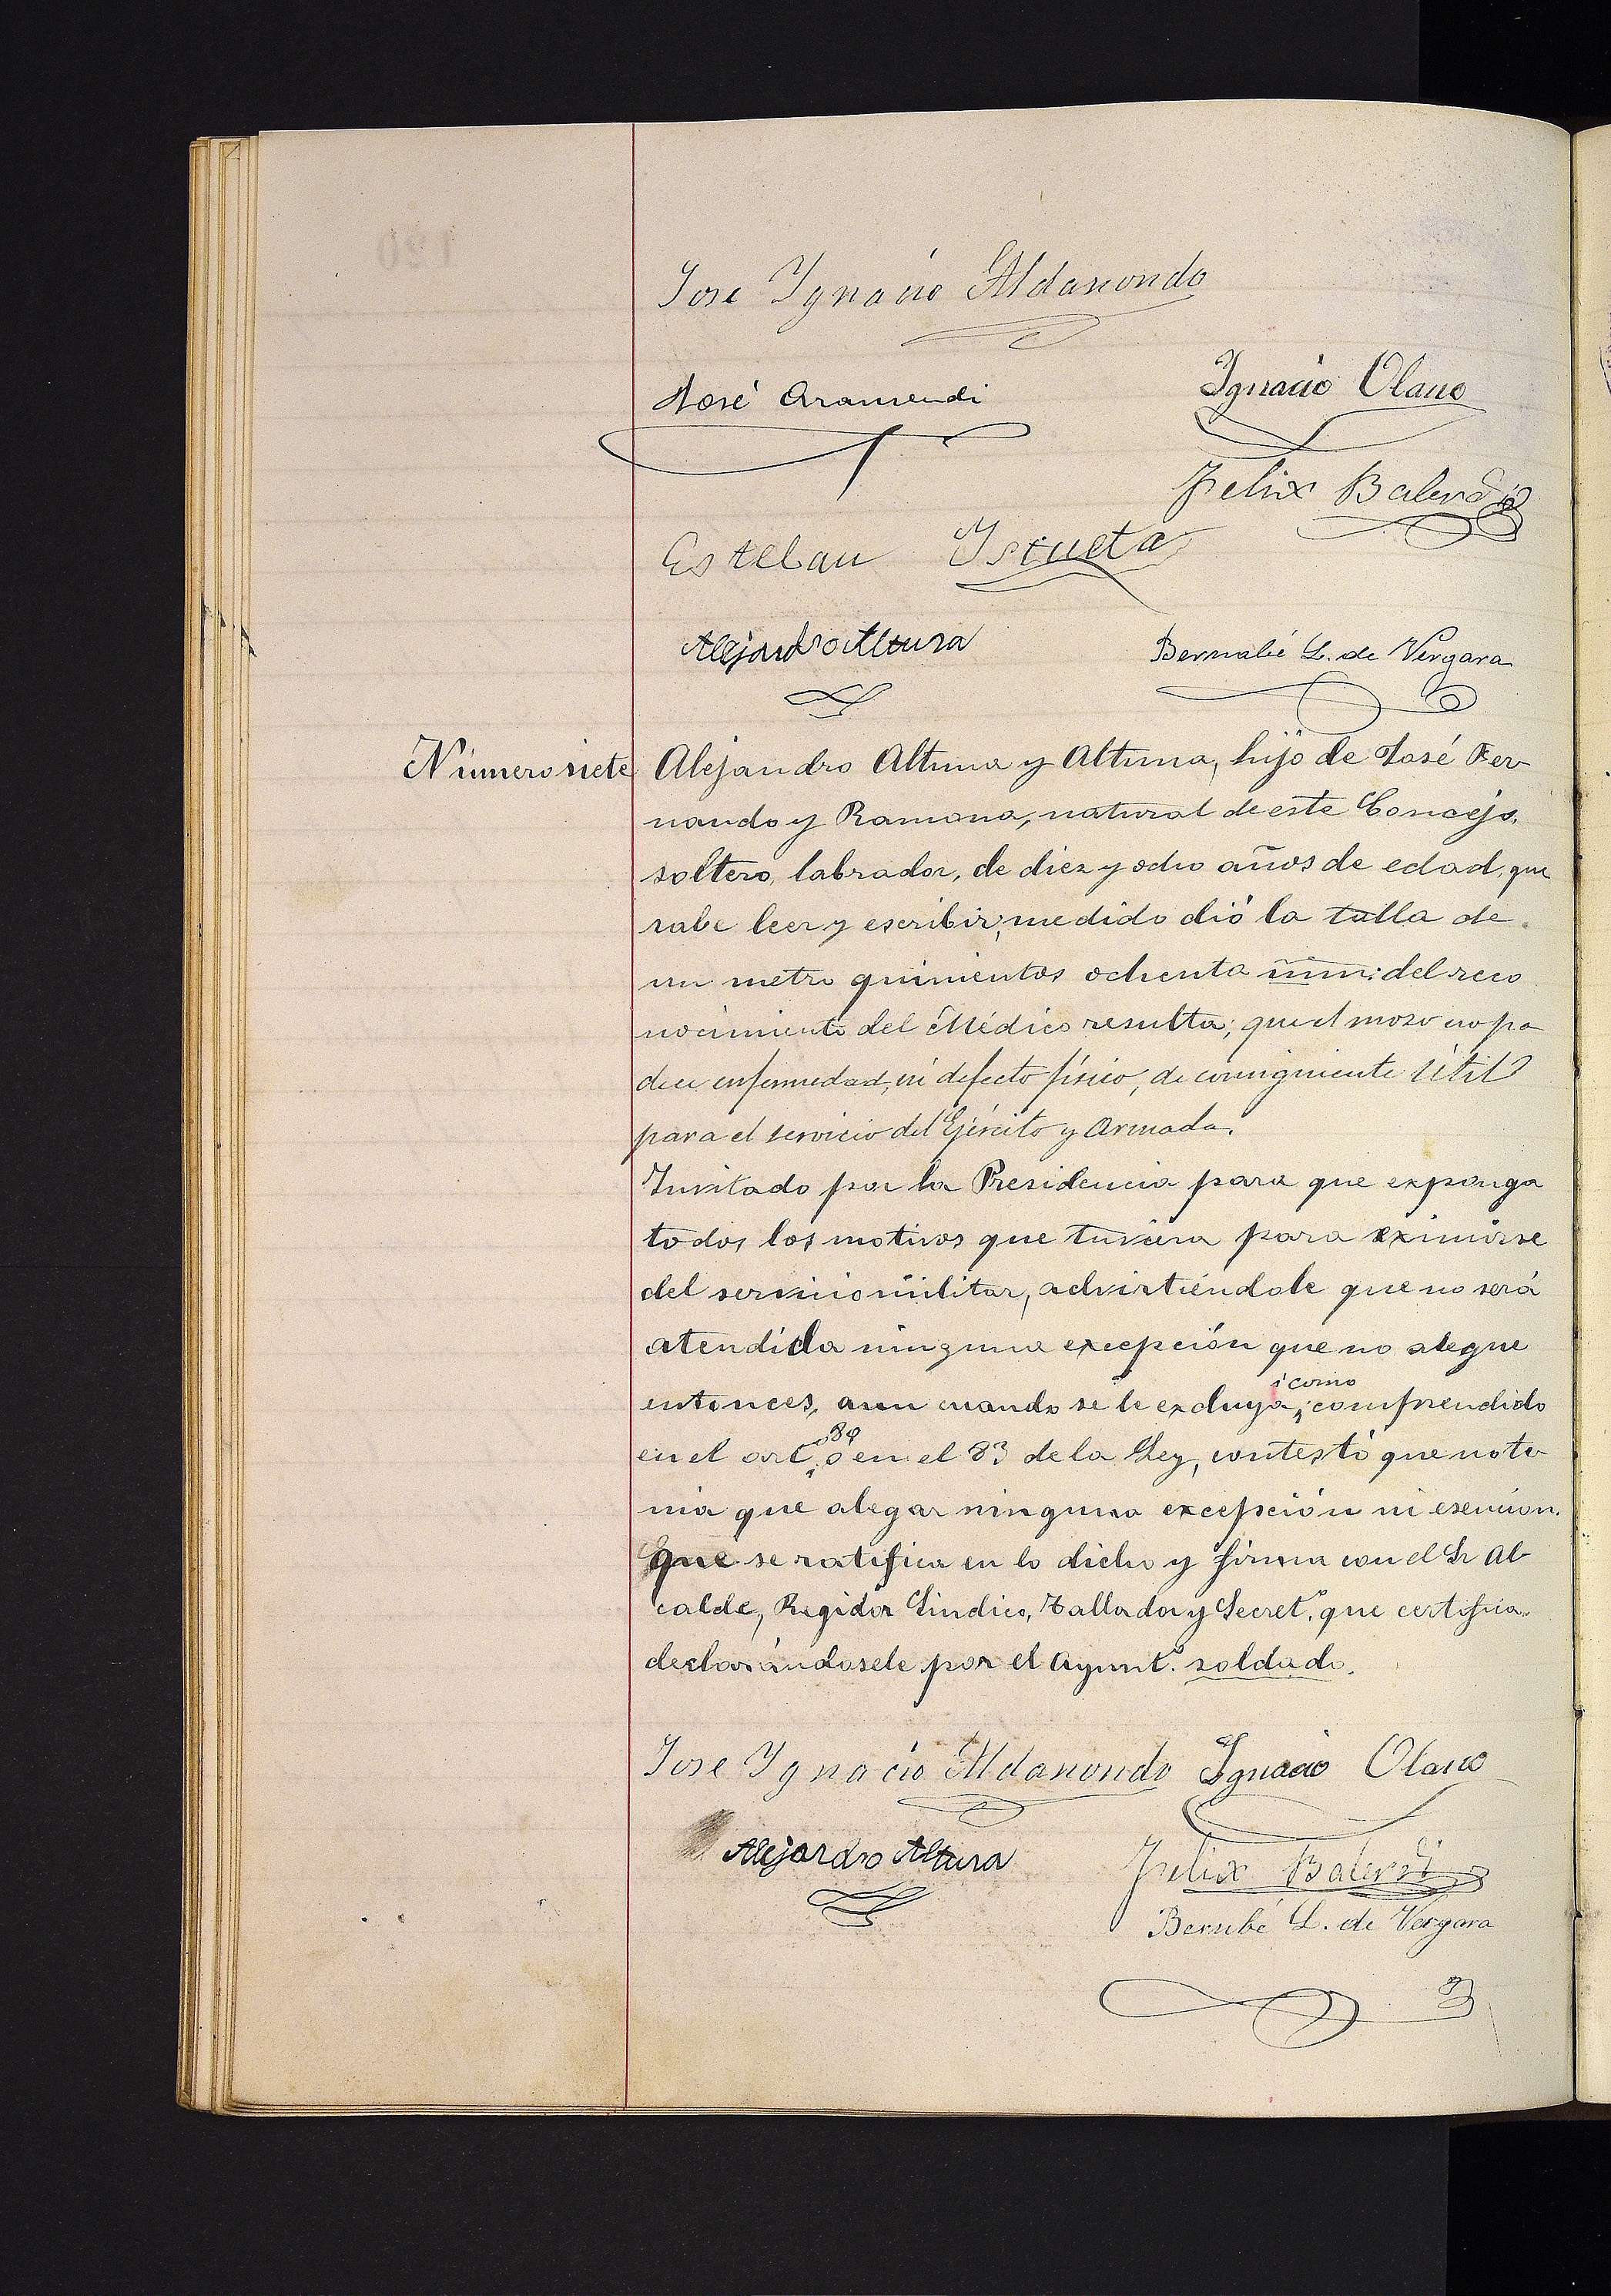 Jose Ygnacio Aldanondo
José Aramendi
Ignacio Olano
Felix Balerdi
Esteban Iscueta
Alejandro Altuna
Bernabé L. de Vergara
Número siete
Alejandro Altuna y Altuna, hijo de José Fer-
nando y Ramona, natural de este Concejo,
soltero, labrador, de diez y ocho años de edad, que
sabe leer y escribir, medido dió la talla de
un metro quinientos ochenta mm: del reco
nocimiento del Médico resulta; que el mozo no pa
dece enfermedad, ni defecto físico, de consiguiente útil
para el servicio del Ejército y Armada.
Invitado por la Presidencia para que exponga
todos los motivos que tuviera para eximirse
del servicio militar, advirtiéndole que no será
atendida ninguna excepción que no alegue
entonces, aun cuando se le excluya, como comprendido
en el art. 80 o en el 83 de la Ley, contestó que no te-
nia que alegar ninguna excepción ni esencion.
Que se ratifica en lo dicho y firma con el Sr Al-
calde, Regidor Síndico, Tallador y Secretº. que certifica,
declarándosele por el Ayuntº. soldado.
Jose Ygnacio Aldanondo
Ignacio Olano
Alejandro Altuna
Felix Balerdi
Bernbé L. de Vergara